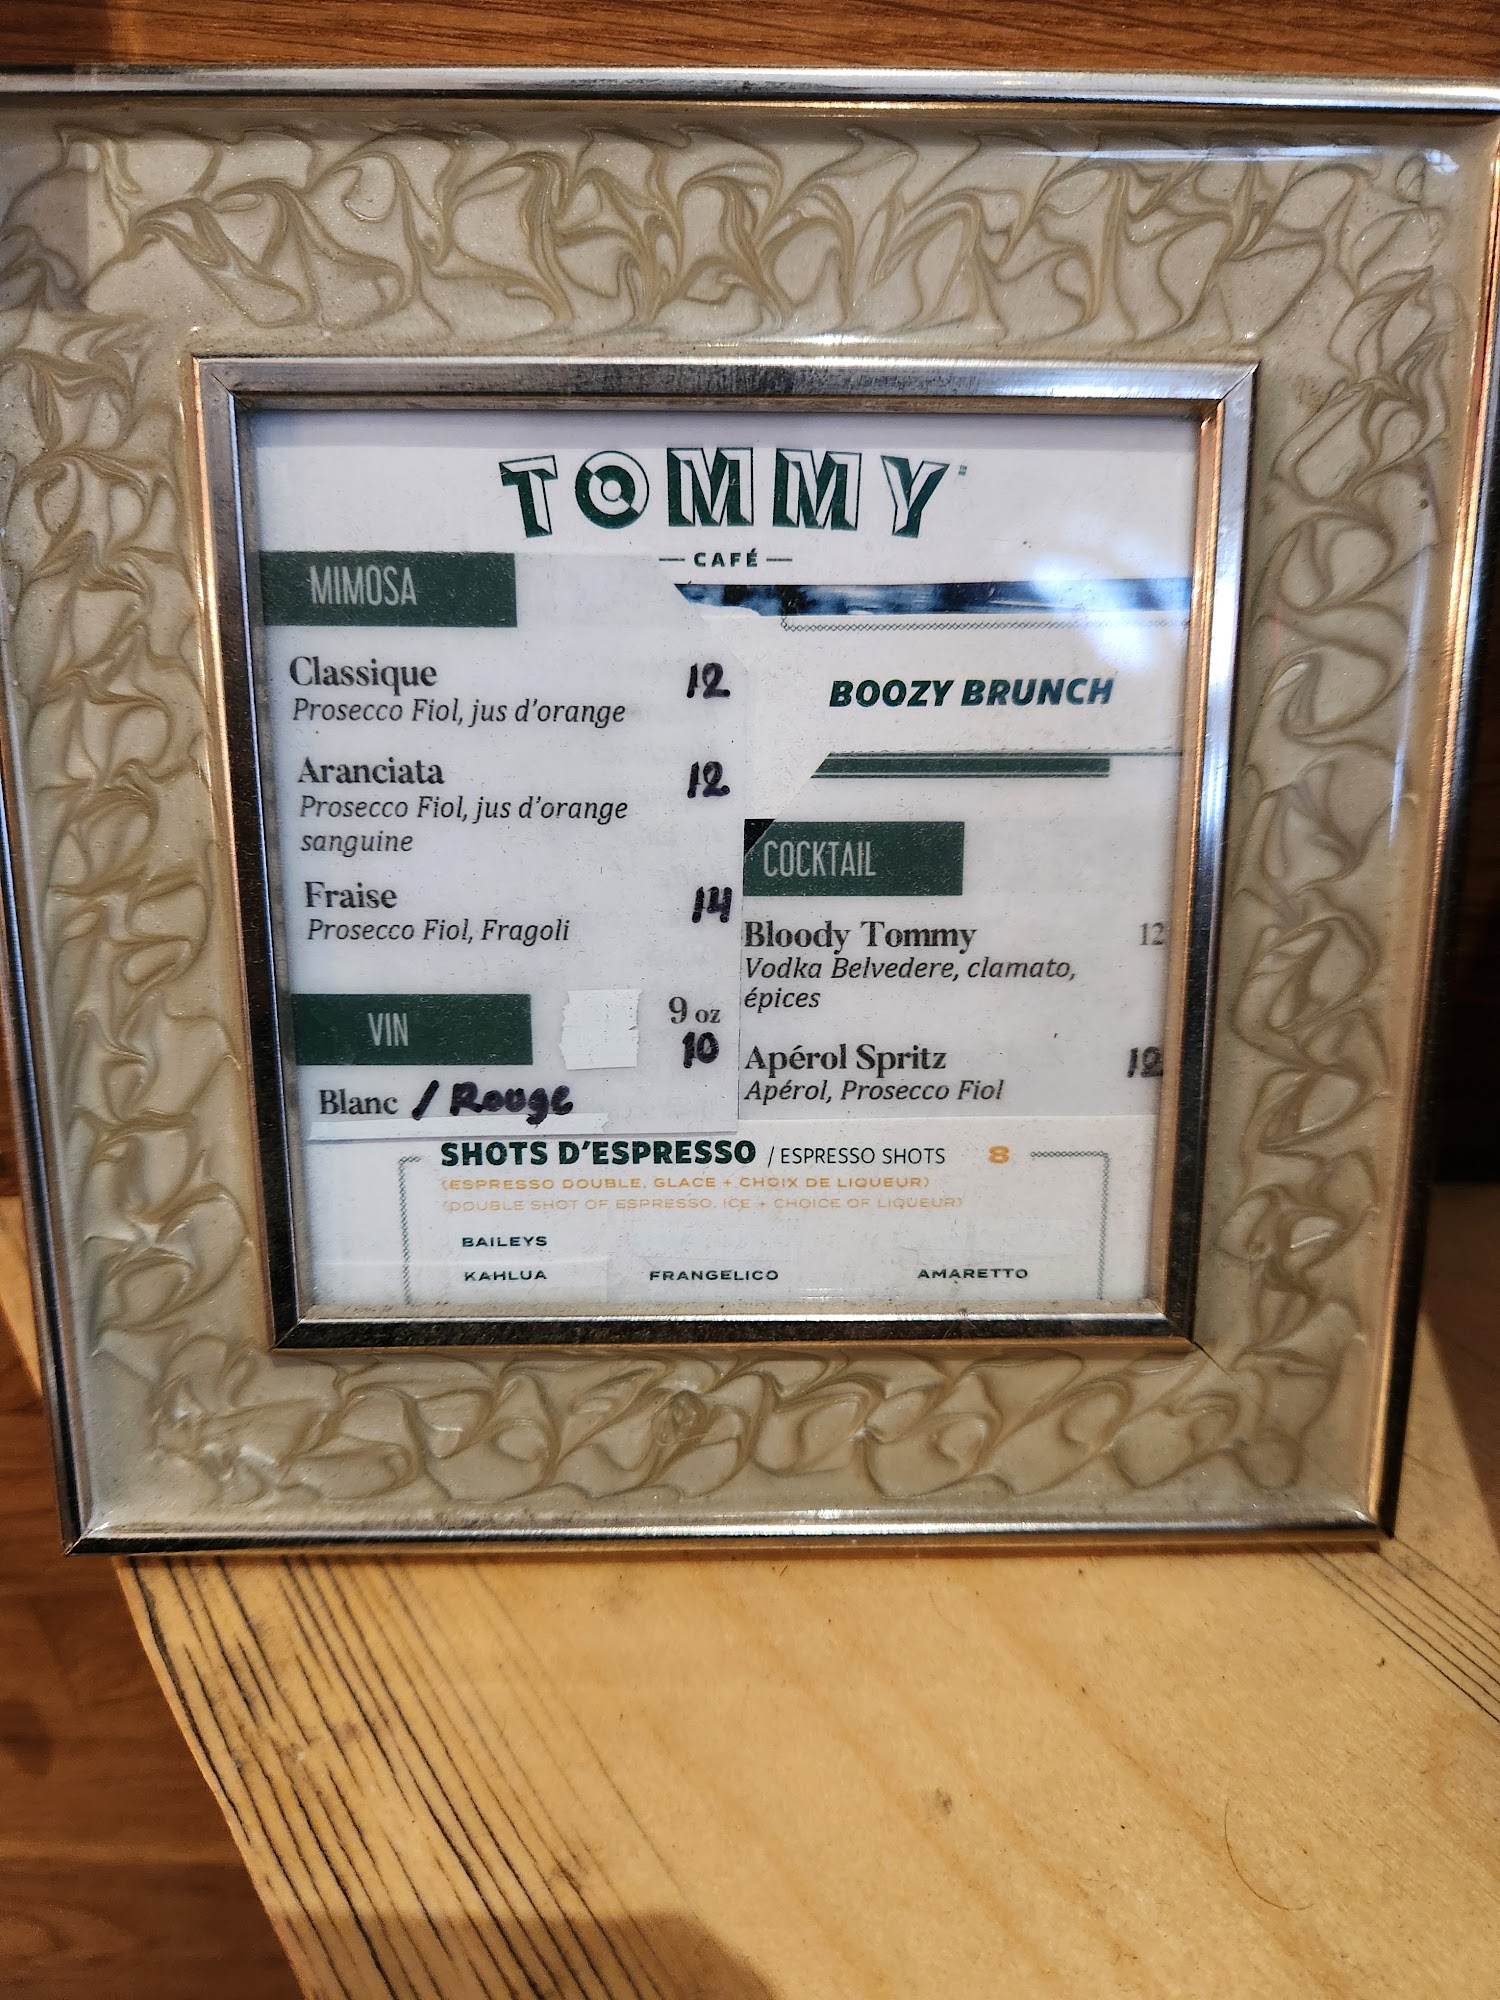 TOMMY
CAFÉ
MIMOSA
Classique 12
Prosecco Fiol, jus d'orange
Aranciata 12
Prosecco Fiol, jus d'orange
sanguine
Fraise 14
Prosecco Fiol, Fragoli
VIN 9 oz
10
Blanc / Rouge
BOOZY BRUNCH
COCKTAIL
Bloody Tommy 12
Vodka Belvedere, clamato,
épices
Apérol Spritz 12
Apérol, Prosecco Fiol
SHOTS D'ESPRESSO / ESPRESSO SHOTS 8
(ESPRESSO DOUBLE, GLACE + CHOIX DE LIQUEUR)
(DOUBLE SHOT OF ESPRESSO, ICE + CHOICE OF LIQUEUR)
BAILEYS
KAHLUA FRANGELICO AMARETTO